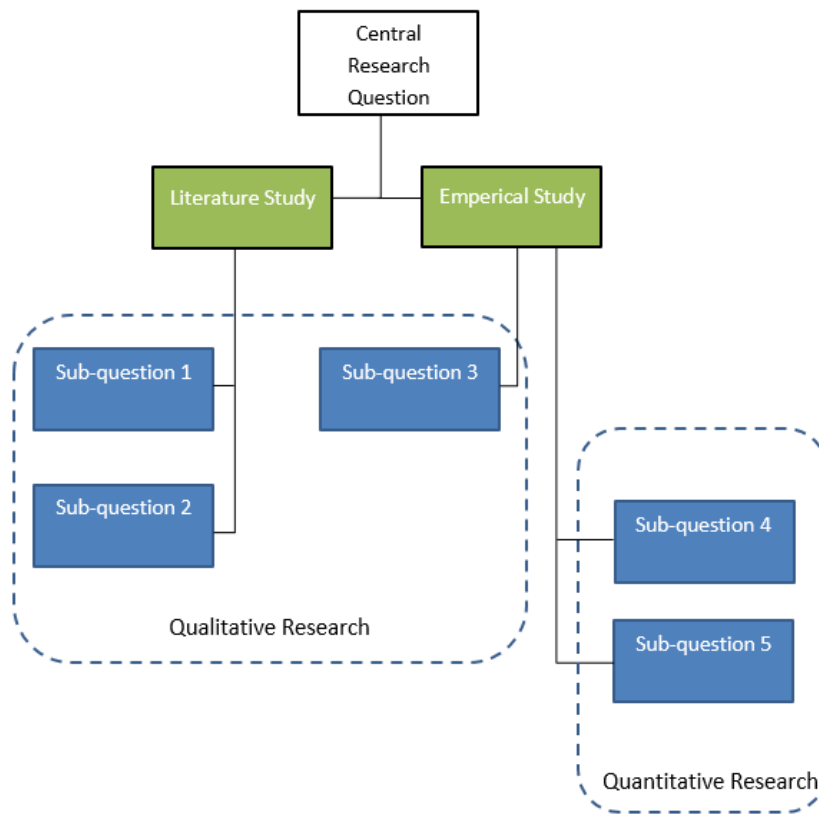 Central
Research
Question
Literature Study
Emperical Study
Sub-question 1
Sub-question 3
Sub-question 2
Sub-question 4
Qualitative Research
Sub-question 5
Quantitative Research